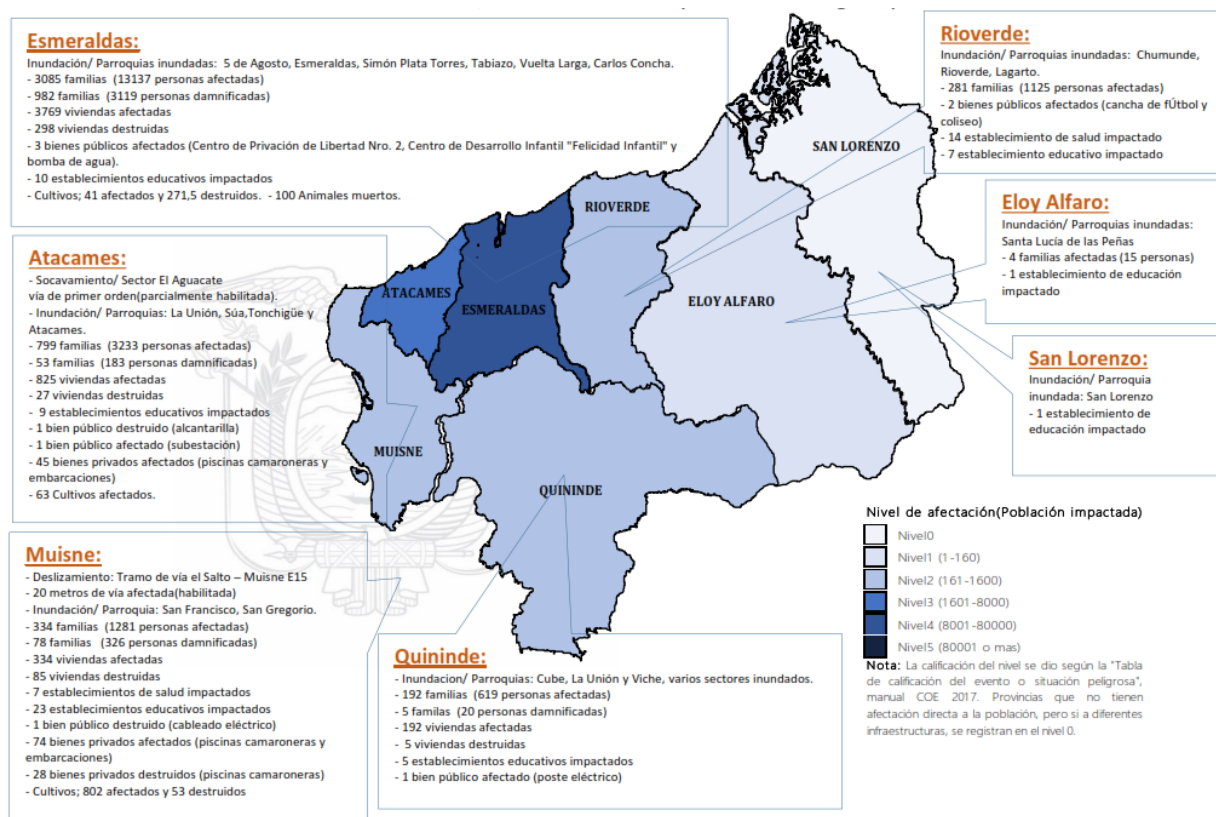 Esmeraldas:
Inundación/ Parroquias inundadas: 5 de Agosto, Esmeraldas, Simón Plata Torres, Tabiazo, Vuelta Larga, Carlos Concha.
- 3085 familias (13137 personas afectadas)
- 982 familias (3119 personas damnificadas)
- 3769 viviendas afectadas
- 298 viviendas destruidas
- 3 bienes públicos afectados (Centro de Privación de Libertad Nro. 2, Centro de Desarrollo Infantil "Felicidad Infantil" y
bomba de agua).
- 10 establecimientos educativos impactados
- Cultivos; 41 afectados y 271,5 destruidos. - 100 Animales muertos.
Rioverde:
Inundación/ Parroquias inundadas: Chumunde,
Rioverde, Lagarto.
- 281 familias (1125 personas afectadas)
- 2 bienes públicos afectados (cancha de fÚtbol y
coliseo)
- 14 establecimiento de salud impactado
- 7 establecimiento educativo impactado
Eloy Alfaro:
Inundación/ Parroquias inundadas:
Santa Lucía de las Peñas
- 4 familias afectadas (15 personas)
- 1 establecimiento de educación
impactado
San Lorenzo:
Inundación/ Parroquia
inundada: San Lorenzo
- 1 establecimiento de
educación impactado
Atacames:
- Socavamiento/ Sector El Aguacate
vía de primer orden(parcialmente habilitada).
- Inundación/ Parroquias: La Unión, Súa,Tonchigüe y
Atacames.
- 799 familias (3233 personas afectadas)
- 53 familias (183 personas damnificadas)
- 825 viviendas afectadas
- 27 viviendas destruidas
- 9 establecimientos educativos impactados
- 1 bien público destruido (alcantarilla)
- 1 bien público afectado (subestación)
- 45 bienes privados afectados (piscinas camaroneras y
embarcaciones)
- 63 Cultivos afectados.
SAN LORENZO
RIOVERDE
ATACAMES
ESMERALDAS
ELOY ALFARO
MUISNE
QUININDE
Muisne:
- Deslizamiento: Tramo de vía el Salto – Muisne E15
- 20 metros de vía afectada(habilitada)
- Inundación/ Parroquia: San Francisco, San Gregorio.
- 334 familias (1281 personas afectadas)
- 78 familias (326 personas damnificadas)
- 334 viviendas afectadas
- 85 viviendas destruidas
- 7 establecimientos de salud impactados
- 23 establecimientos educativos impactados
- 1 bien público destruido (cableado eléctrico)
- 74 bienes privados afectados (piscinas camaroneras y
embarcaciones)
- 28 bienes privados destruidos (piscinas camaroneras)
- Cultivos; 802 afectados y 53 destruidos
Quininde:
- Inundacion/ Parroquias: Cube, La Unión y Viche, varios sectores inundados.
- 192 familias (619 personas afectadas)
- 5 familas (20 personas damnificadas)
- 192 viviendas afectadas
- 5 viviendas destruidas
- 5 establecimientos educativos impactados
- 1 bien público afectado (poste eléctrico)
Nivel de afectación(Población impactada)
Nivel0
Nivel1 (1-160)
Nivel2 (161-1600)
Nivel3 (1601-8000)
Nivel4 (8001-80000)
Nivel5 (80001 o mas)
Nota: La calificación del nivel se dio según la "Tabla
de calificación del evento o situación peligrosa",
manual COE 2017. Provincias que no tienen
afectación directa a la población, pero si a diferentes
infraestructuras, se registran en el nivel 0.